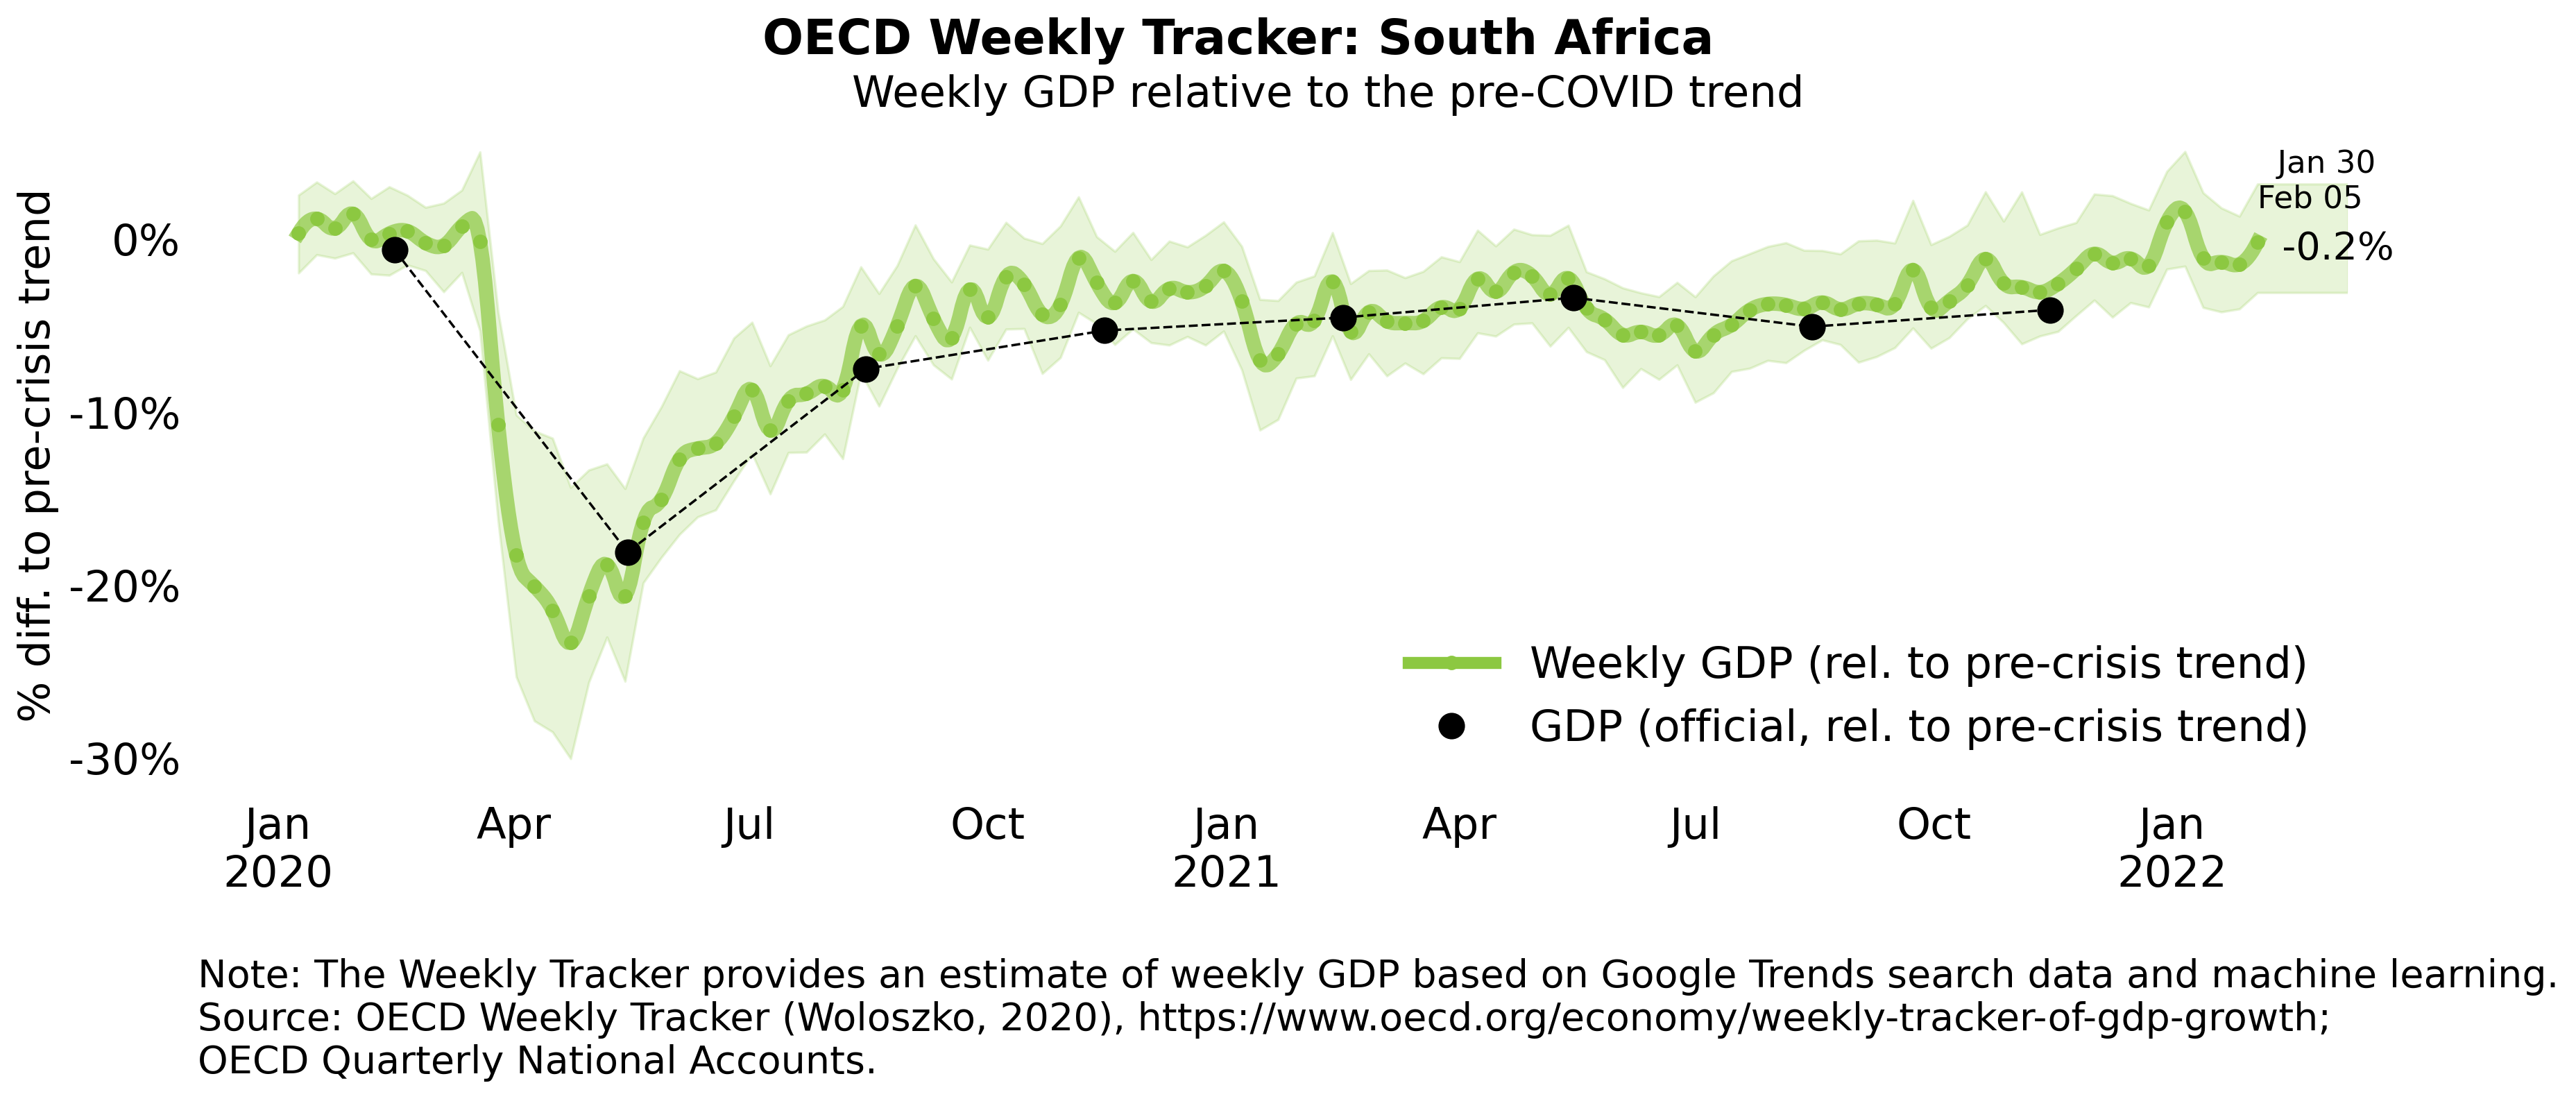 OECD Weekly Tracker: South Africa
Weekly GDP relative to the pre-COVID trend
% diff. to pre-crisis trend
0%
-10%
-20%
-30%
Jan 30
Feb 05
-0.2%
Weekly GDP (rel. to pre-crisis trend)
GDP (official, rel. to pre-crisis trend)
Jan Apr Jul Oct Jan Apr Jul Oct Jan
2020 2021 2022
Note: The Weekly Tracker provides an estimate of weekly GDP based on Google Trends search data and machine learning.
Source: OECD Weekly Tracker (Woloszko, 2020), https://www.oecd.org/economy/weekly-tracker-of-gdp-growth;
OECD Quarterly National Accounts.